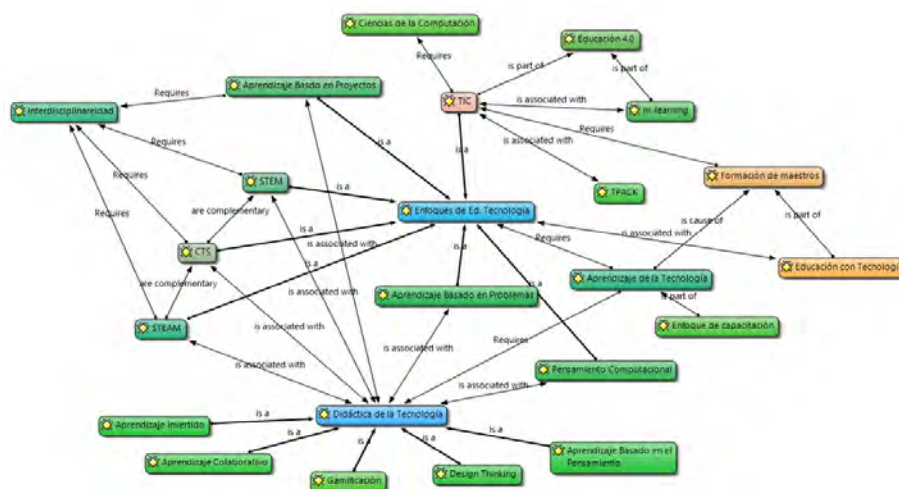 Ciencias de la Computación
Educación 4.0
Requires
is part of
is part of
Aprendizaje Basdo en Proyectos
TIC
is associated with
m-learning
Requires
Interdisciplinareidad
Requires
is associated with
is a
is a
Requires
Formación de maestros
Requires
STEM
is a
TPACK
Requires
are complementary
Enfoques de Ed. Tecnología
is cause of
is part of
is a
is associated with
is associated with
CTS
is a
is associated with
Requires
Educación con Tecnología
are complementary
is associated with
Aprendizaje de la Tecnología
is a
is a
is part of
Aprendizaje Basado en Problemas
STEAM
is associated with
Enfoque de capacitación
is associated with
Requires
is associated with
Pensamiento Computacional
is associated with
Didáctica de la Tecnología
Aprendizaje Invertido
is a
is a
is a
is a
is a
Aprendizaje Colaborativo
Aprendizaje Basado en el
Pensamiento
Gamificación
Design Thinking